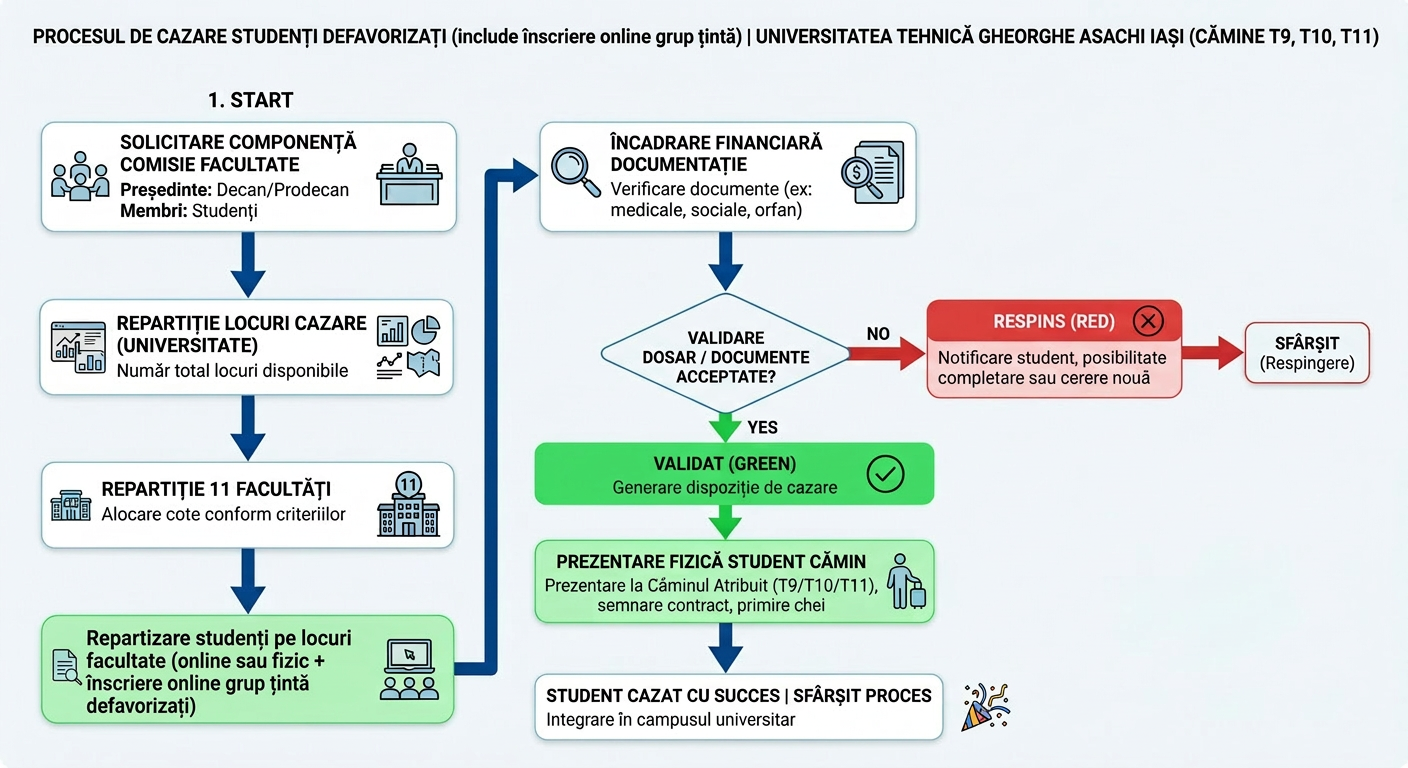 PROCESUL DE CAZARE STUDENȚI DEFAVORIZAȚI (include înscriere online grup țintă) | UNIVERSITATEA TEHNICĂ GHEORGHE ASACHI IAȘI (CĂMINE T9, T10, T11)
1. START
SOLICITARE COMPONENȚĂ
COMISIE FACULTATE
Președinte: Decan/Prodecan
Membri: Studenți
REPARTIȚIE LOCURI CAZARE
(UNIVERSITATE)
Număr total locuri disponibile
REPARTIȚIE 11 FACULTĂȚI
Alocare cote conform criteriilor
11
Repartizare studenți pe locuri
facultate (online sau fizic +
înscriere online grup țintă
defavorizați)
ÎNCADRARE FINANCIARĂ
DOCUMENTAȚIE
Verificare documente (ex:
medicale, sociale, orfan)
$
VALIDARE
DOSAR / DOCUMENTE
ACCEPTATE?
NO
RESPINS (RED)
Notificare student, posibilitate
completare sau cerere nouă
SFÂRȘIT
(Respingere)
YES
VALIDAT (GREEN)
Generare dispoziție de cazare
PREZENTARE FIZICĂ STUDENT CĂMIN
Prezentare la Căminul Atribuit (T9/T10/T11),
semnare contract, primire chei
STUDENT CAZAT CU SUCCES | SFÂRȘIT PROCES
Integrare în campusul universitar